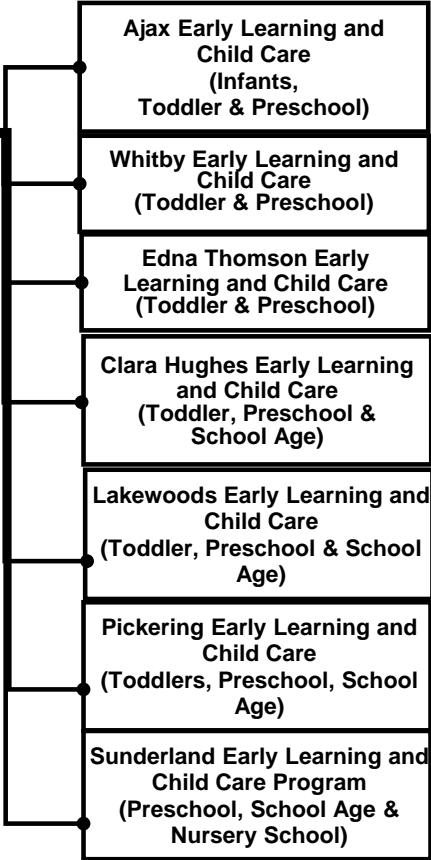 Ajax Early Learning and
Child Care
(Infants,
Toddler & Preschool)
Whitby Early Learning and
Child Care
(Toddler & Preschool)
Edna Thomson Early
Learning and Child Care
(Toddler & Preschool)
Clara Hughes Early Learning
and Child Care
(Toddler, Preschool &
School Age)
Lakewoods Early Learning and
Child Care
(Toddler, Preschool & School
Age)
Pickering Early Learning and
Child Care
(Toddlers, Preschool, School
Age)
Sunderland Early Learning and
Child Care Program
(Preschool, School Age &
Nursery School)